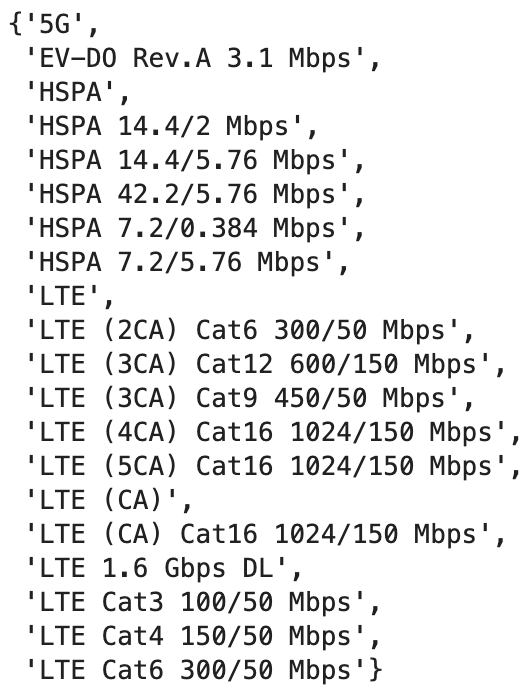 {'5G',
'EV-DO Rev.A 3.1 Mbps',
'HSPA',
'HSPA 14.4/2 Mbps',
'HSPA 14.4/5.76 Mbps',
'HSPA 42.2/5.76 Mbps',
'HSPA 7.2/0.384 Mbps',
'HSPA 7.2/5.76 Mbps',
'LTE',
'LTE (2CA) Cat6 300/50 Mbps',
'LTE (3CA) Cat12 600/150 Mbps',
'LTE (3CA) Cat9 450/50 Mbps',
'LTE (4CA) Cat16 1024/150 Mbps',
'LTE (5CA) Cat16 1024/150 Mbps',
'LTE (CA)',
'LTE (CA) Cat16 1024/150 Mbps',
'LTE 1.6 Gbps DL',
'LTE Cat3 100/50 Mbps',
'LTE Cat4 150/50 Mbps',
'LTE Cat6 300/50 Mbps'}